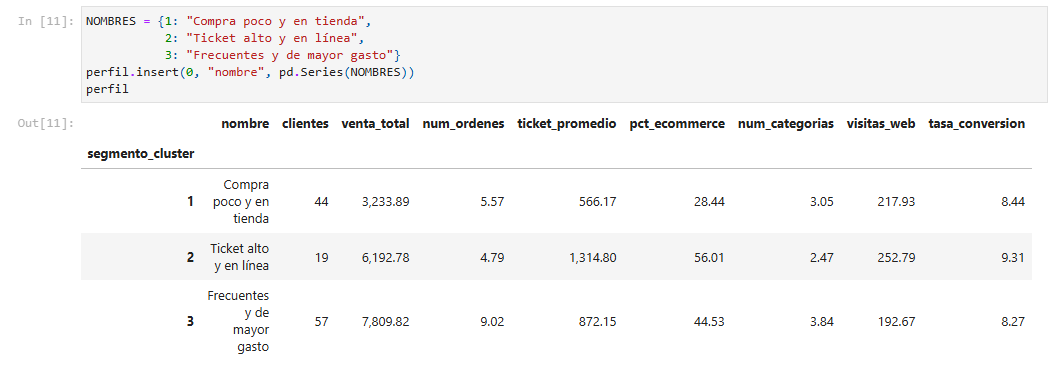 In [11]: NOMBRES = {1: "Compra poco y en tienda",
2: "Ticket alto y en línea",
3: "Frecuentes y de mayor gasto"}
perfil.insert(0, "nombre", pd.Series(NOMBRES))
perfil
Out[11]: nombre clientes venta_total num_ordenes ticket_promedio pct_ecommerce num_categorias visitas_web tasa_conversion
segmento_cluster
Compra
1 poco y en 44 3,233.89 5.57 566.17 28.44 3.05 217.93 8.44
tienda
Ticket alto
2 y en línea 19 6,192.78 4.79 1,314.80 56.01 2.47 252.79 9.31
Frecuentes
y de
3 mayor 57 7,809.82 9.02 872.15 44.53 3.84 192.67 8.27
gasto